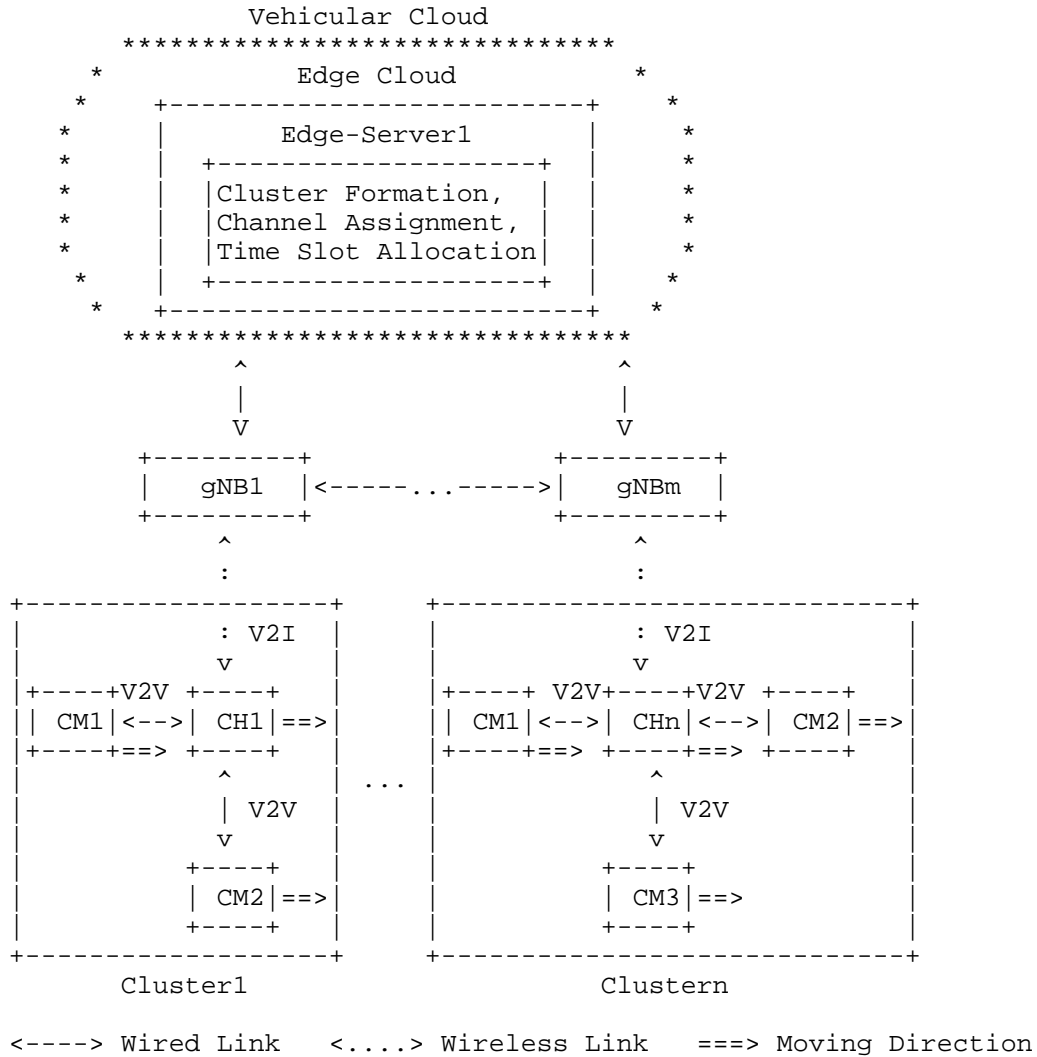 Vehicular Cloud
*******************************
* Edge Cloud *
* +--------------------------+ *
* | Edge-Server1 | *
* | +--------------------+ | *
* | |Cluster Formation, | | *
* | |Channel Assignment, | | *
* | |Time Slot Allocation| | *
* | +--------------------+ | *
* +--------------------------+ *
********************************
^ ^
| |
V V
+---------+ +---------+
| gNB1 |<-----...----->| gNBm |
+---------+ +---------+
^ ^
: :
+-------------------+ +-----------------------------+
| : V2I | | : V2I |
| v | | v |
|+----+V2V +----+ | |+----+ V2V+----+V2V +----+ |
|| CM1|<-->| CH1|==>| || CM1|<-->| CHn|<-->| CM2|==>|
|+----+==> +----+ | |+----+==> +----+==> +----+ |
| ^ | ... | ^ |
| | V2V | | | V2V |
| v | | v |
| +----+ | | +----+ |
| | CM2|==>| | | CM3|==> |
| +----+ | | +----+ |
+-------------------+ +-----------------------------+
Cluster1 Clustern
<----> Wired Link <....> Wireless Link ===> Moving Direction